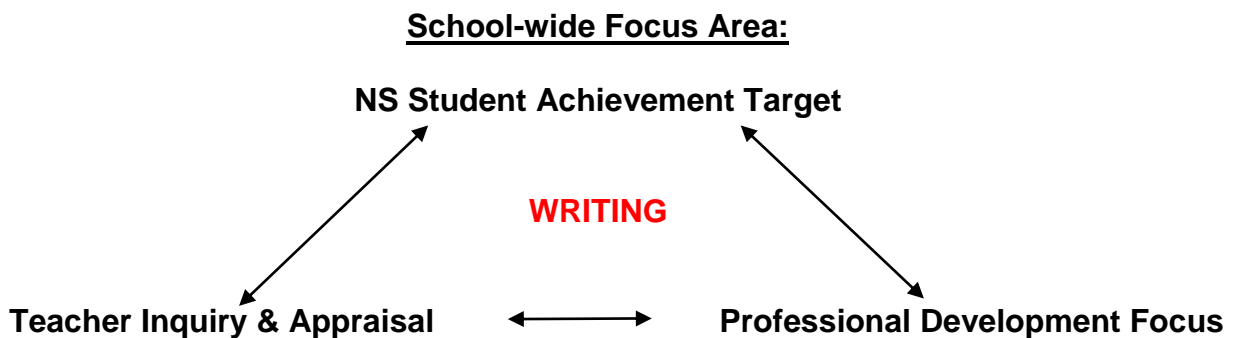 School-wide Focus Area:
NS Student Achievement Target
WRITING
Teacher Inquiry & Appraisal
Professional Development Focus